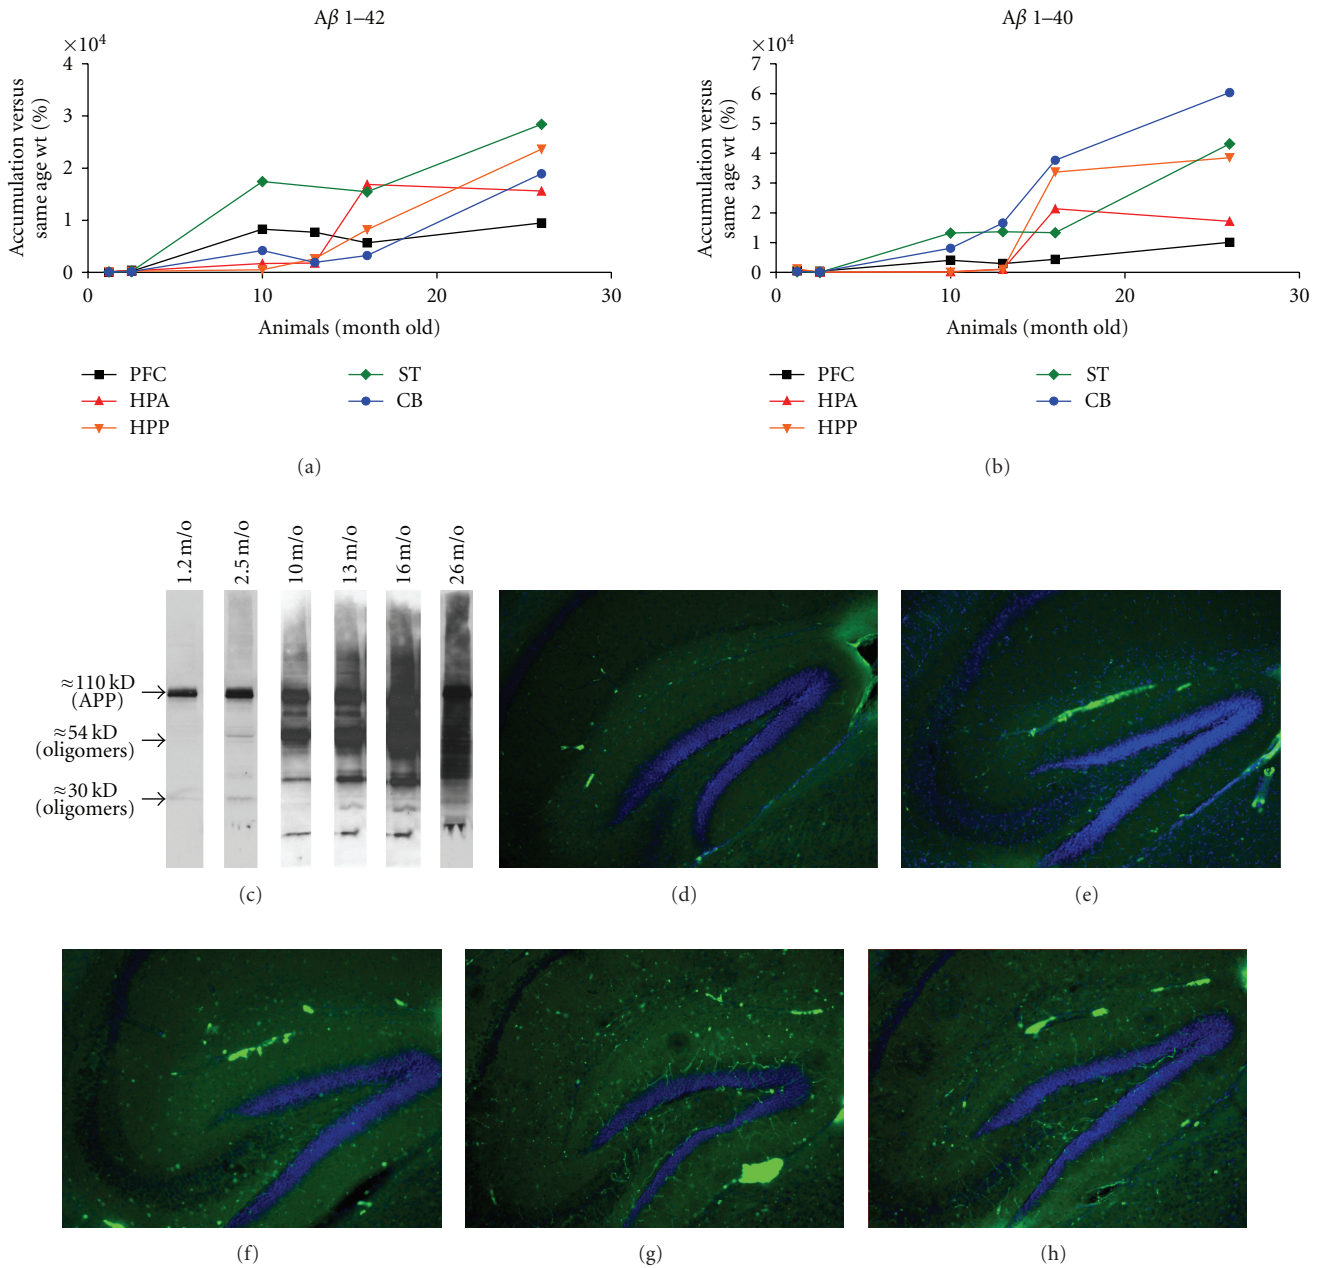 Aβ 1–42
×10⁴
Accumulation versus
same age wt (%)
4
3
2
1
0
0
10
20
30
Animals (month old)
PFC
HPA
HPP
ST
CB
(a)
Aβ 1–40
×10⁴
Accumulation versus
same age wt (%)
7
6
5
4
3
2
1
0
0
10
20
30
Animals (month old)
PFC
HPA
HPP
ST
CB
(b)
1.2 m/o
2.5 m/o
10 m/o
13 m/o
16 m/o
26 m/o
≈110 kD
(APP)
≈54 kD
(oligomers)
≈30 kD
(oligomers)
(c)
(d)
(e)
(f)
(g)
(h)